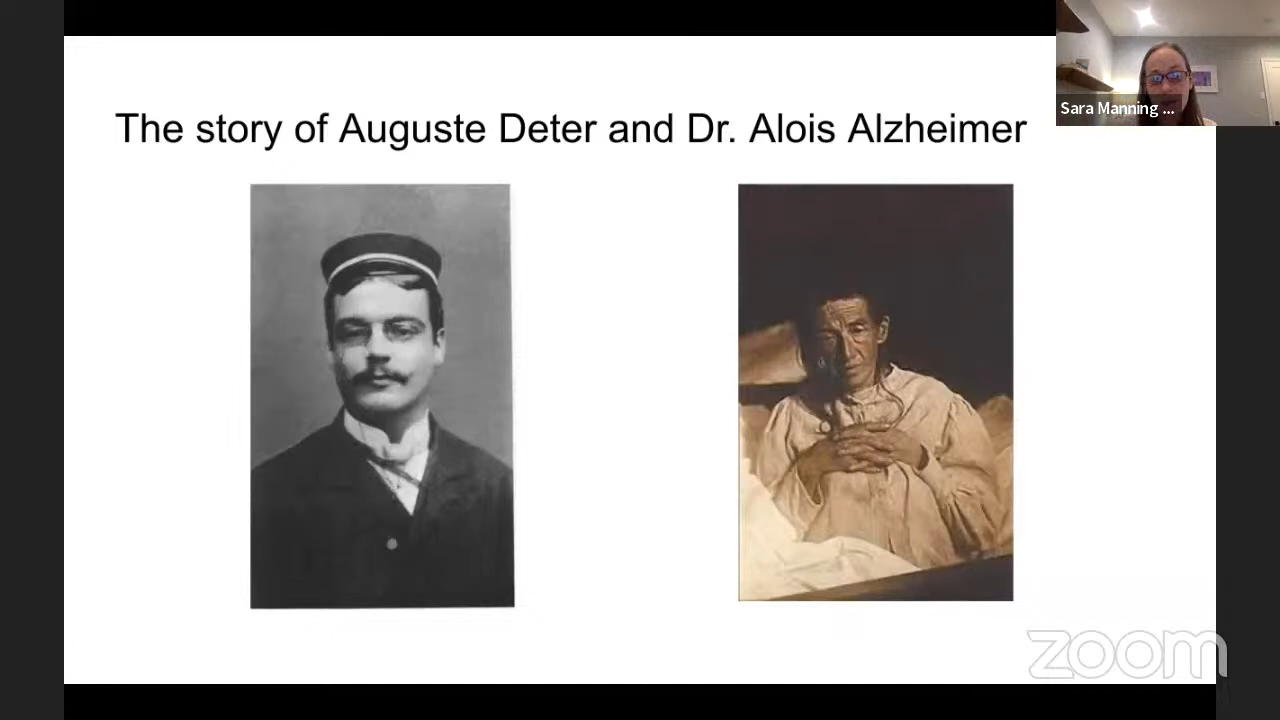 Sara Manning ...
The story of Auguste Deter and Dr. Alois Alzheimer
zoom